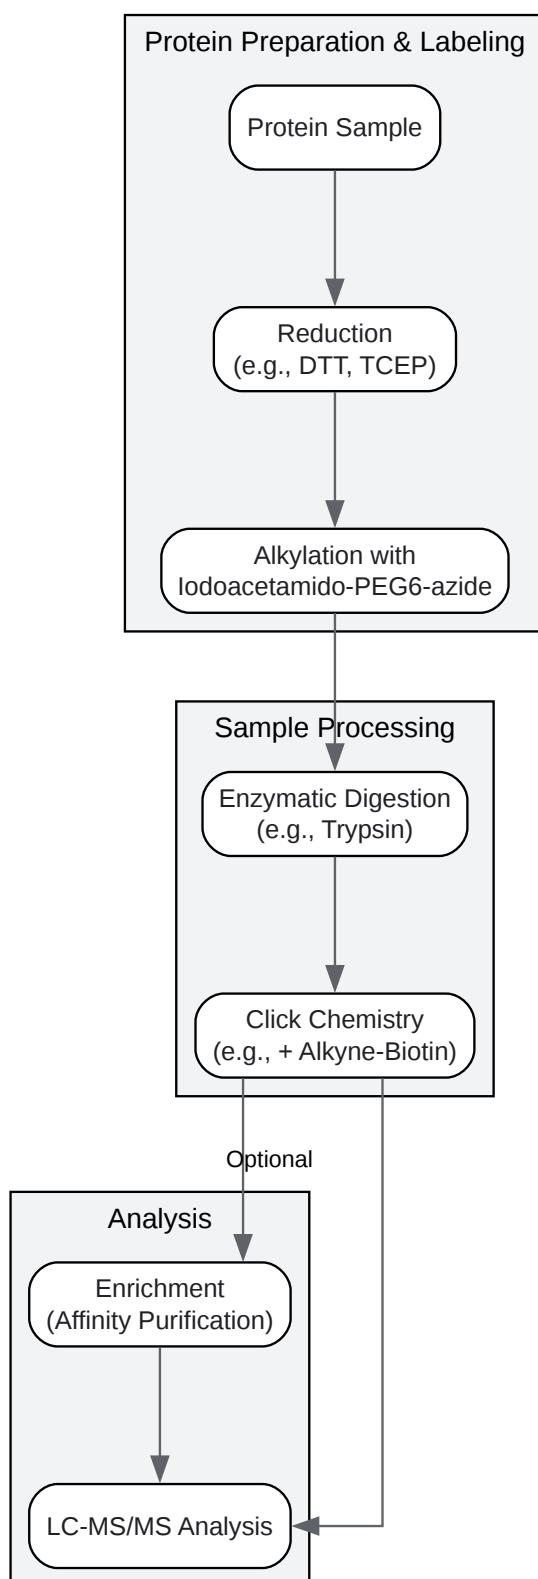 Protein Preparation & Labeling
Protein Sample
Reduction
(e.g., DTT, TCEP)
Alkylation with
Iodoacetamido-PEG6-azide
Sample Processing
Enzymatic Digestion
(e.g., Trypsin)
Click Chemistry
(e.g., + Alkyne-Biotin)
Optional
Analysis
Enrichment
(Affinity Purification)
LC-MS/MS Analysis